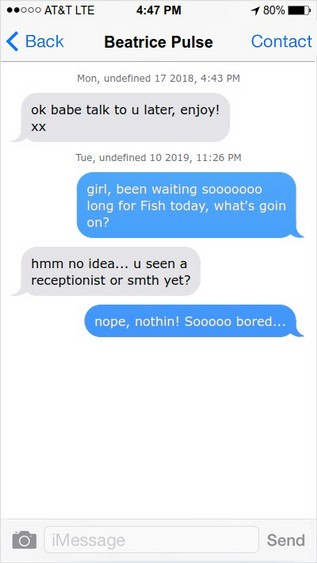 AT&T LTE 4:47 PM 80%
Back Beatrice Pulse Contact
Mon, undefined 17 2018, 4:43 PM
ok babe talk to u later, enjoy!
xx
Tue, undefined 10 2019, 11:26 PM
girl, been waiting sooooooo
long for Fish today, what's goin
on?
hmm no idea... u seen a
receptionist or smth yet?
nope, nothin! Sooooo bored...
iMessage Send